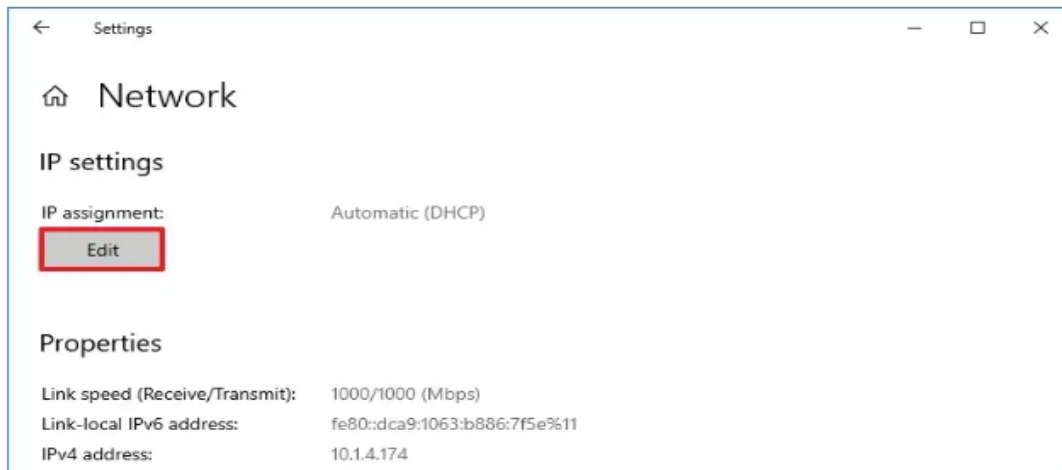 Settings
Network
IP settings
IP assignment: Automatic (DHCP)
Edit
Properties
Link speed (Receive/Transmit): 1000/1000 (Mbps)
Link-local IPv6 address: fe80::dca9:1063:b886:7f5e%11
IPv4 address: 10.1.4.174